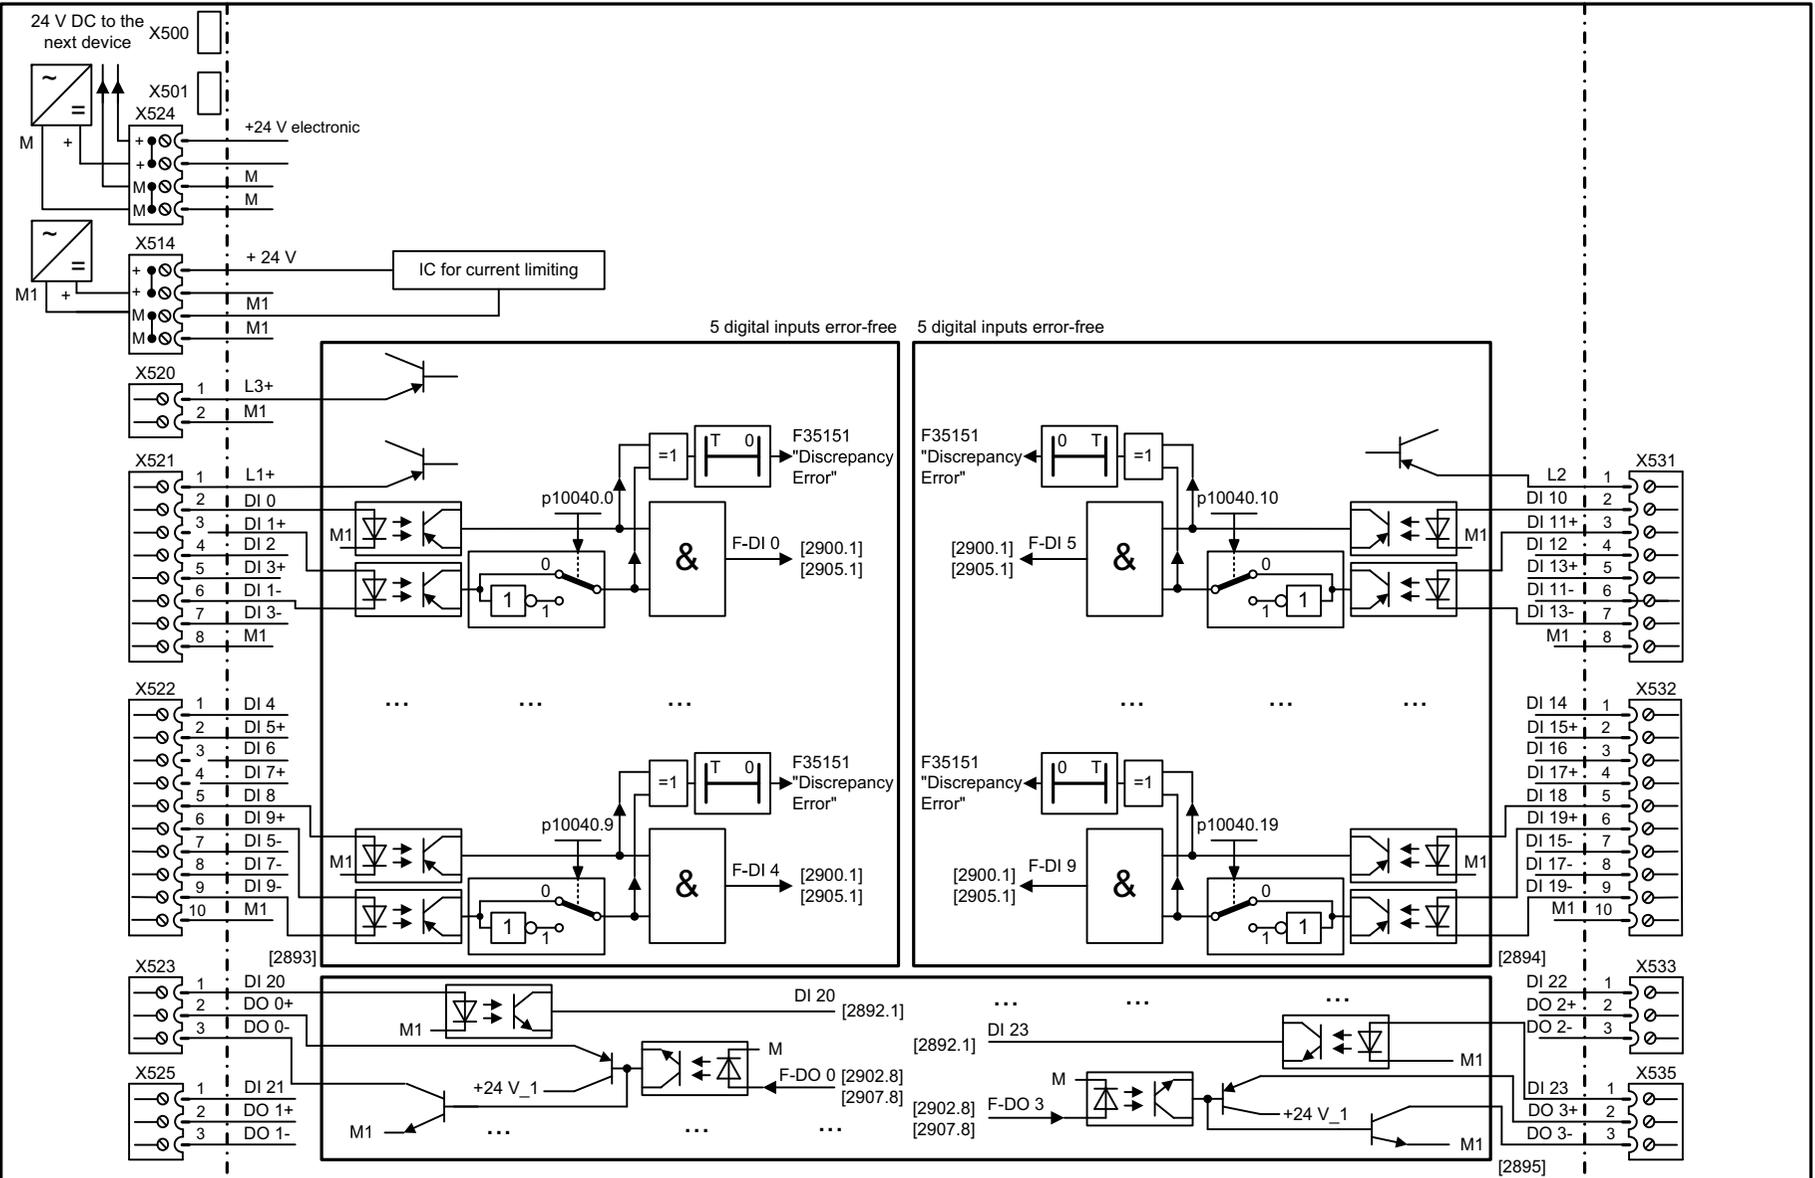 24 V DC to the
next device
X500
X501
X524
~
=
M
+
+
+
M
M
+24 V electronic
M
M
X514
~
=
M1
+
+
+
M
M
+ 24 V
M1
M1
IC for current limiting
X520
1 L3+
2 M1
X521
1 L1+
2 DI 0
3 DI 1+
4 DI 2
5 DI 3+
6 DI 1-
7 DI 3-
8 M1
X522
1 DI 4
2 DI 5+
3 DI 6
4 DI 7+
5 DI 8
6 DI 9+
7 DI 5-
8 DI 7-
9 DI 9-
10 M1
X523
1 DI 20
2 DO 0+
3 DO 0-
X525
1 DI 21
2 DO 1+
3 DO 1-
5 digital inputs error-free
=1
T 0
F35151
"Discrepancy
Error"
p10040.0
M1
0
1
1
&
F-DI 0
[2900.1]
[2905.1]
... ... ...
=1
T 0
F35151
"Discrepancy
Error"
p10040.9
M1
0
1
1
&
F-DI 4
[2900.1]
[2905.1]
[2893]
5 digital inputs error-free
F35151
"Discrepancy
Error"
0 T
=1
p10040.10
[2900.1]
[2905.1]
F-DI 5
&
0
1
1
M1
... ... ...
F35151
"Discrepancy
Error"
0 T
=1
p10040.19
[2900.1]
[2905.1]
F-DI 9
&
0
1
1
M1
[2894]
M1
DI 20
[2892.1]
M
F-DO 0
[2902.8]
[2907.8]
+24 V_1
M1
... ... ...
... ... ...
DI 23
[2892.1]
M1
M
F-DO 3
[2902.8]
[2907.8]
+24 V_1
M1
[2895]
X531
L2 1
DI 10 2
DI 11+ 3
DI 12 4
DI 13+ 5
DI 11- 6
DI 13- 7
M1 8
X532
DI 14 1
DI 15+ 2
DI 16 3
DI 17+ 4
DI 18 5
DI 19+ 6
DI 15- 7
DI 17- 8
DI 19- 9
M1 10
X533
DI 22 1
DO 2+ 2
DO 2- 3
X535
DI 23 1
DO 3+ 2
DO 3- 3